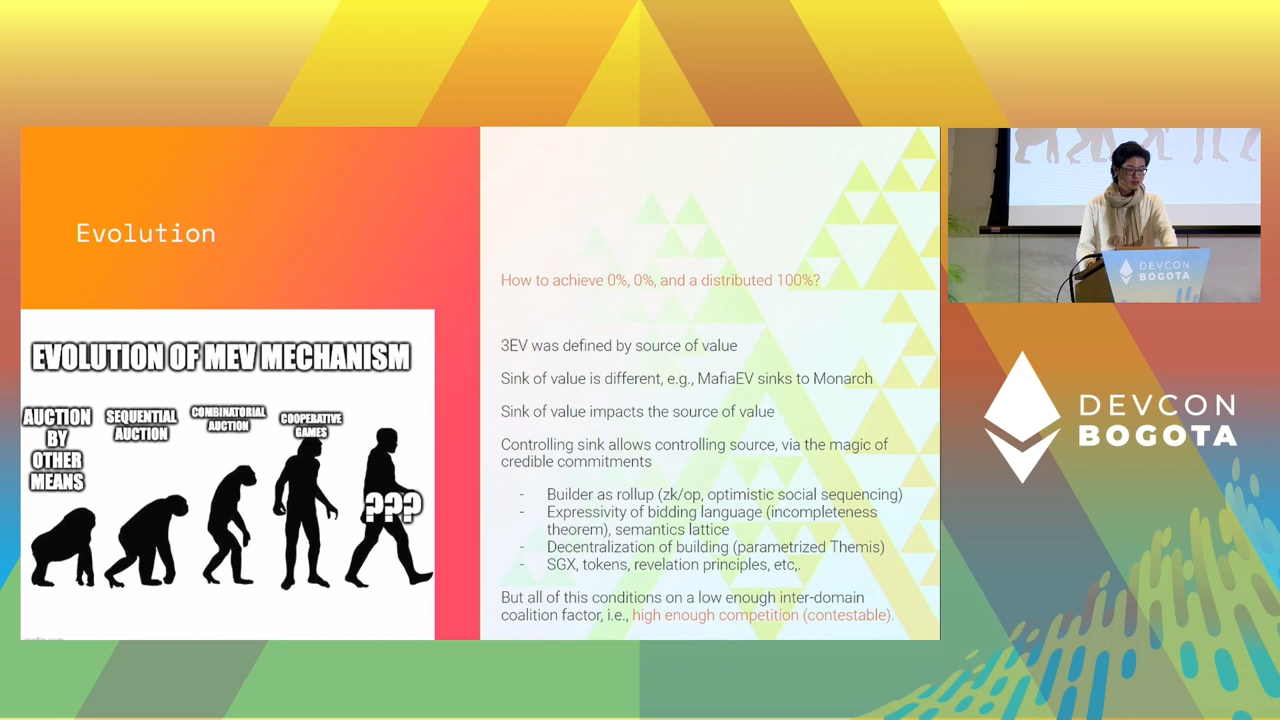 Evolution
EVOLUTION OF MEV MECHANISM
AUCTION
BY
OTHER
MEANS
SEQUENTIAL
AUCTION
COMBINATORIAL
AUCTION
COOPERATIVE
GAMES
???
How to achieve 0%, 0%, and a distributed 100%?
3EV was defined by source of value
Sink of value is different, e.g., MafiaEV sinks to Monarch
Sink of value impacts the source of value
Controlling sink allows controlling source, via the magic of
credible commitments
- Builder as rollup (zk/op, optimistic social sequencing)
- Expressivity of bidding language (incompleteness
theorem), semantics lattice
- Decentralization of building (parametrized Themis)
- SGX, tokens, revelation principles, etc,.
But all of this conditions on a low enough inter-domain
coalition factor, i.e., high enough competition (contestable).
DEVCON
BOGOTA
DEVCON
BOGOTA